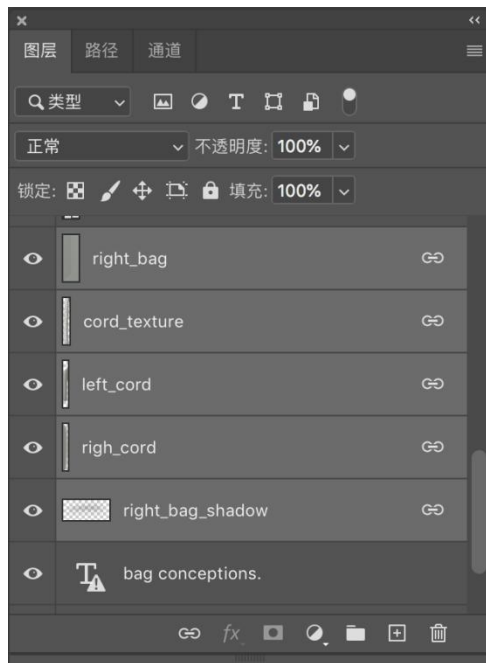 图层 路径 通道
类型
正常 不透明度: 100%
锁定: 填充: 100%
right_bag
cord_texture
left_cord
righ_cord
right_bag_shadow
bag conceptions.
fx